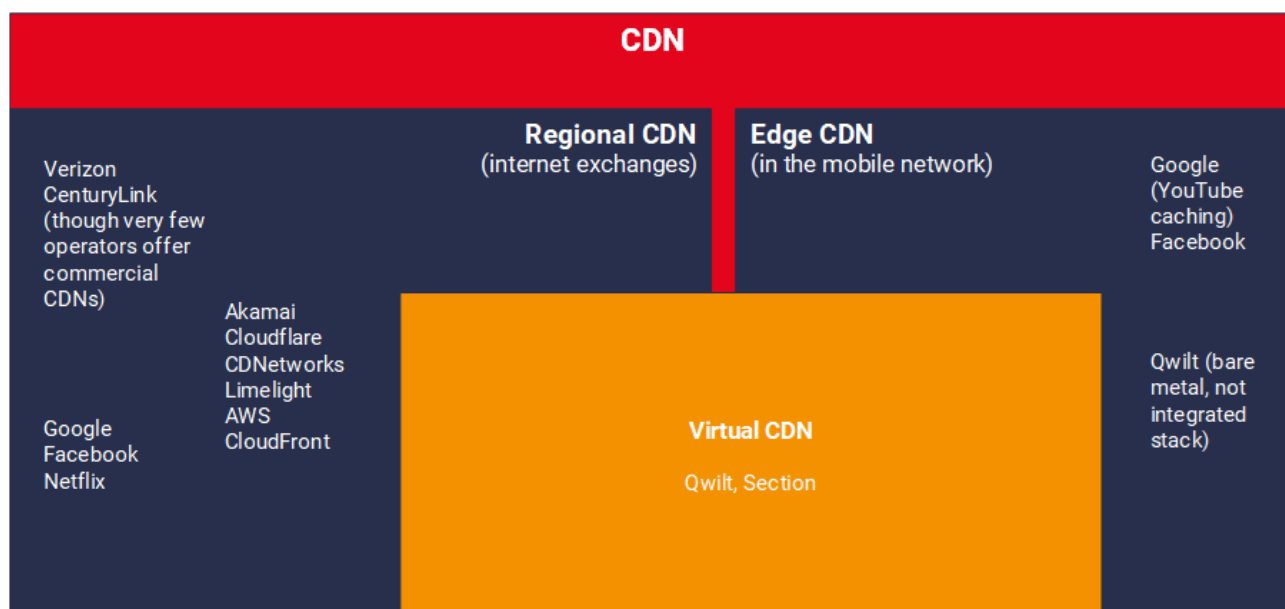 CDN
Regional CDN
(internet exchanges)
Edge CDN
(in the mobile network)
Verizon
CenturyLink
(though very few
operators offer
commercial
CDNs)
Akamai
Cloudflare
CDNetworks
Limelight
AWS
CloudFront
Google
Facebook
Netflix
Virtual CDN
Qwilt, Section
Google
(YouTube
caching)
Facebook
Qwilt (bare
metal, not
integrated
stack)